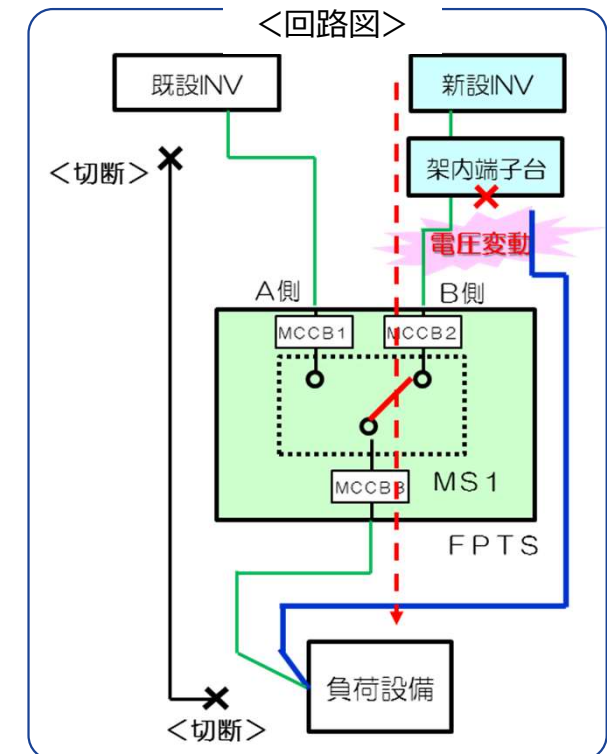 ＜回路図＞
既設INV
新設INV
架内端子台
＜切断＞
電圧変動
A側
B側
MCCB1
MCCB2
MCCB3
MS1
FPTS
負荷設備
＜切断＞